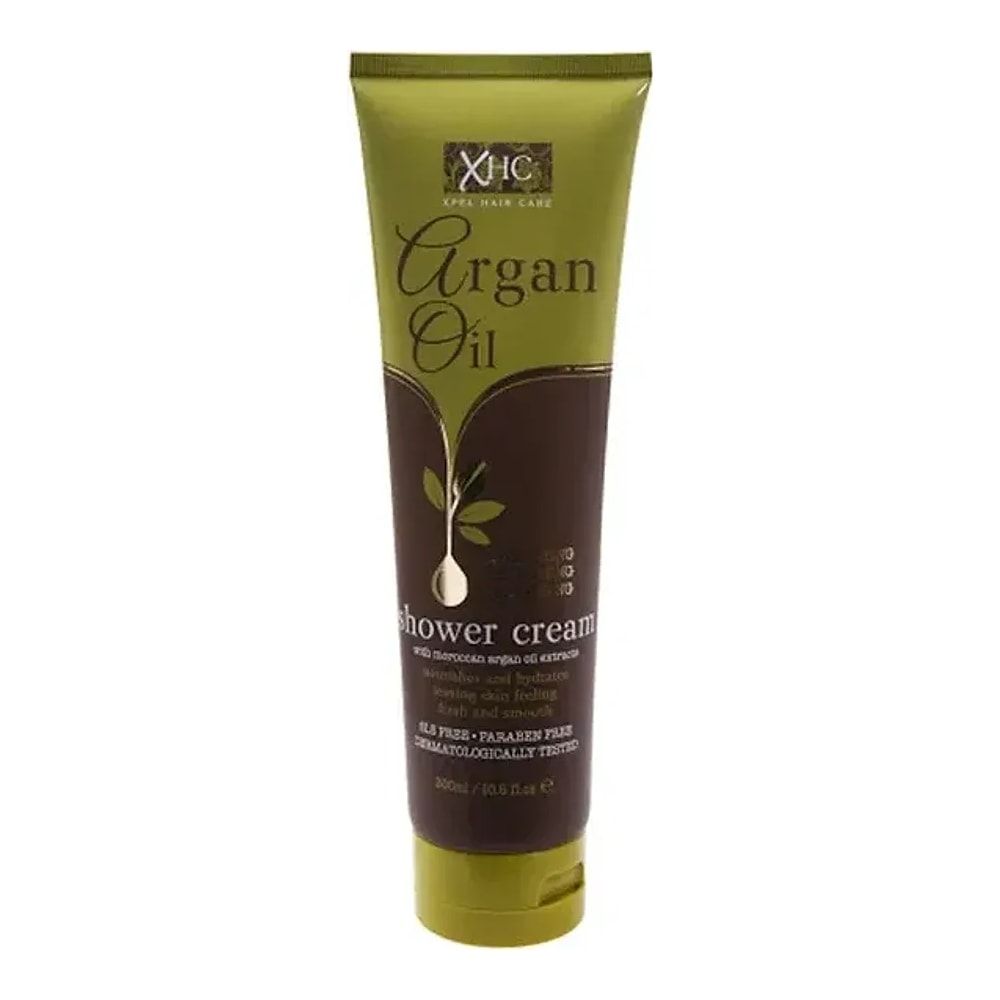 XHC
XPEL HAIR CARE
Argan
Oil
shower cream
with moroccan argan oil extracts
nourishes and hydrates
leaving skin feeling
fresh and smooth
SLS FREE • PARABEN FREE
DERMATOLOGICALLY TESTED
300ml / 10.6 fl.oz ℮